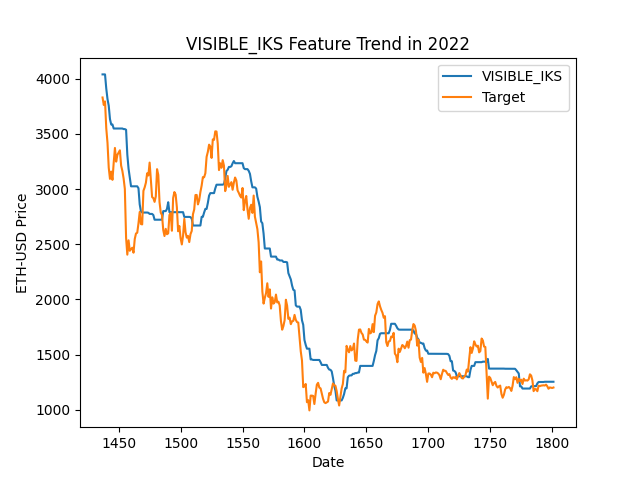 VISIBLE_IKS Feature Trend in 2022
VISIBLE_IKS
Target
ETH-USD Price
4000
3500
3000
2500
2000
1500
1000
1450 1500 1550 1600 1650 1700 1750 1800
Date